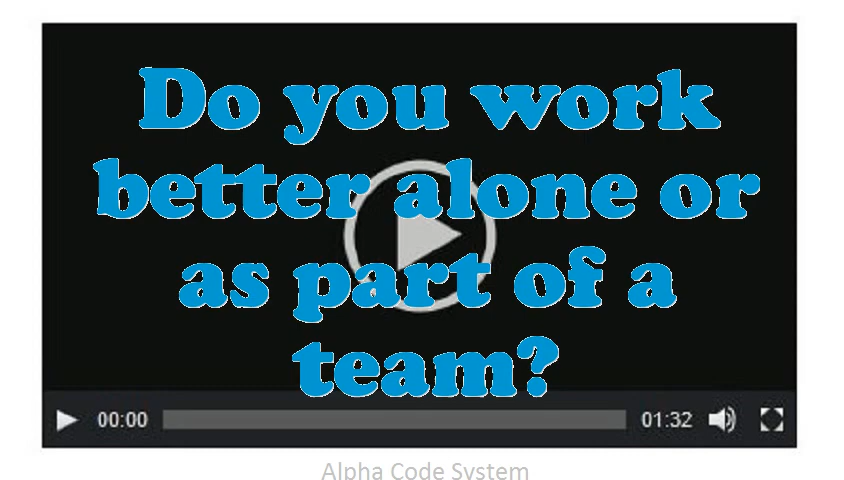 Do you work
better alone or
as part of a
team?
00:00 01:32
Alpha Code System